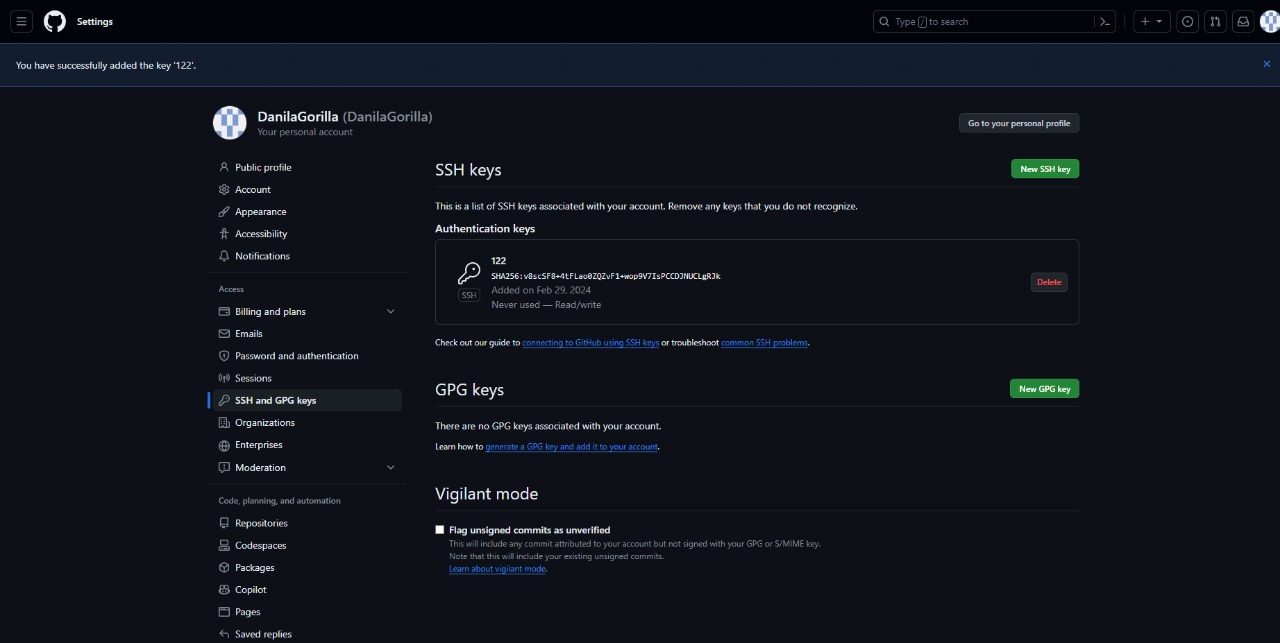 Settings
Type / to search
You have successfully added the key '122'.
DanilaGorilla (DanilaGorilla)
Your personal account
Go to your personal profile
Public profile
Account
Appearance
Accessibility
Notifications
Access
Billing and plans
Emails
Password and authentication
Sessions
SSH and GPG keys
Organizations
Enterprises
Moderation
Code, planning, and automation
Repositories
Codespaces
Packages
Copilot
Pages
Saved replies
SSH keys
New SSH key
This is a list of SSH keys associated with your account. Remove any keys that you do not recognize.
Authentication keys
122
SHA256:v8scSF8+4tFLao0ZQZvF1+wop9V7IsPCCDJNUCLgRJk
Added on Feb 29, 2024
Never used — Read/write
SSH
Delete
Check out our guide to connecting to GitHub using SSH keys or troubleshoot common SSH problems.
GPG keys
New GPG key
There are no GPG keys associated with your account.
Learn how to generate a GPG key and add it to your account.
Vigilant mode
Flag unsigned commits as unverified
This will include any commit attributed to your account but not signed with your GPG or S/MIME key.
Note that this will include your existing unsigned commits.
Learn about vigilant mode.